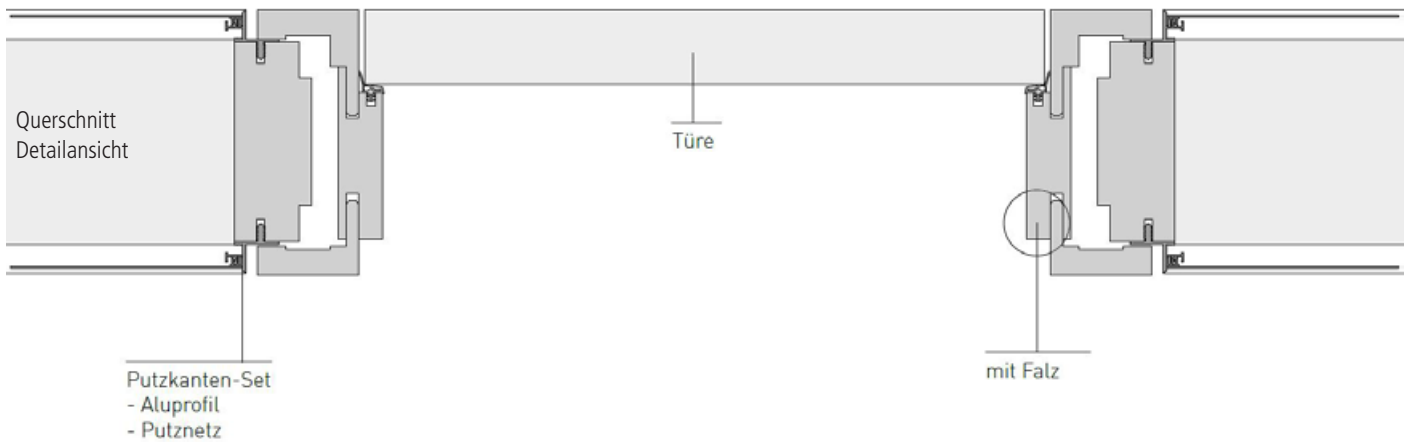 Querschnitt
Detailansicht
Türe
mit Falz
Putzkanten-Set
- Aluprofil
- Putznetz